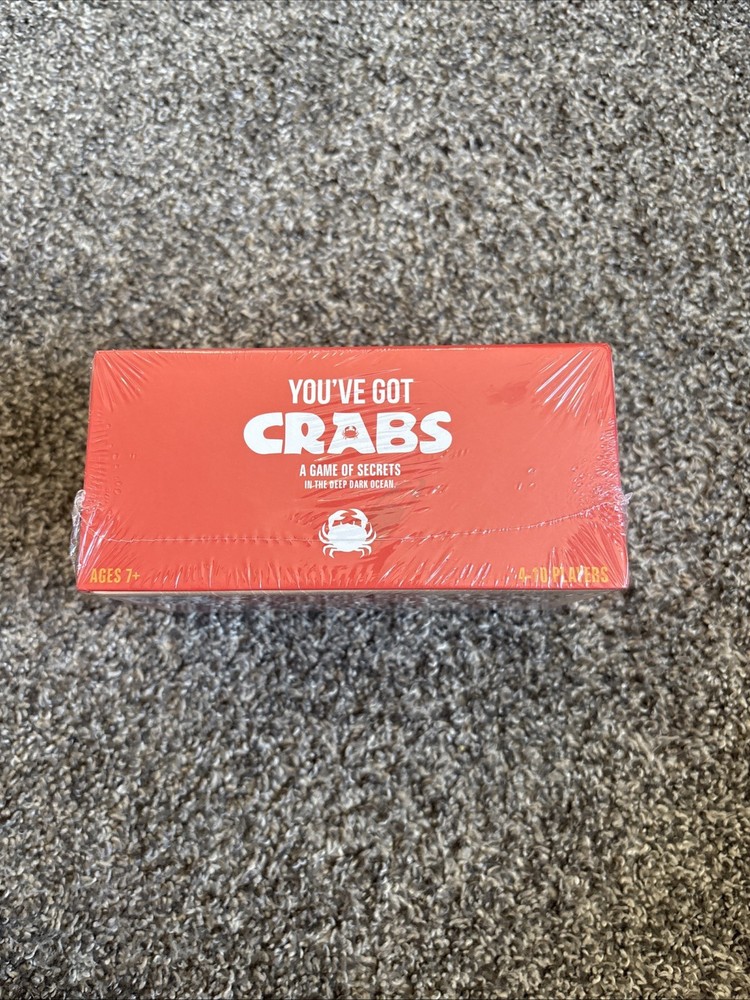 YOU'VE GOT
CRABS
A GAME OF SECRETS
IN THE DEEP DARK OCEAN.
AGES 7+
4-10 PLAYERS